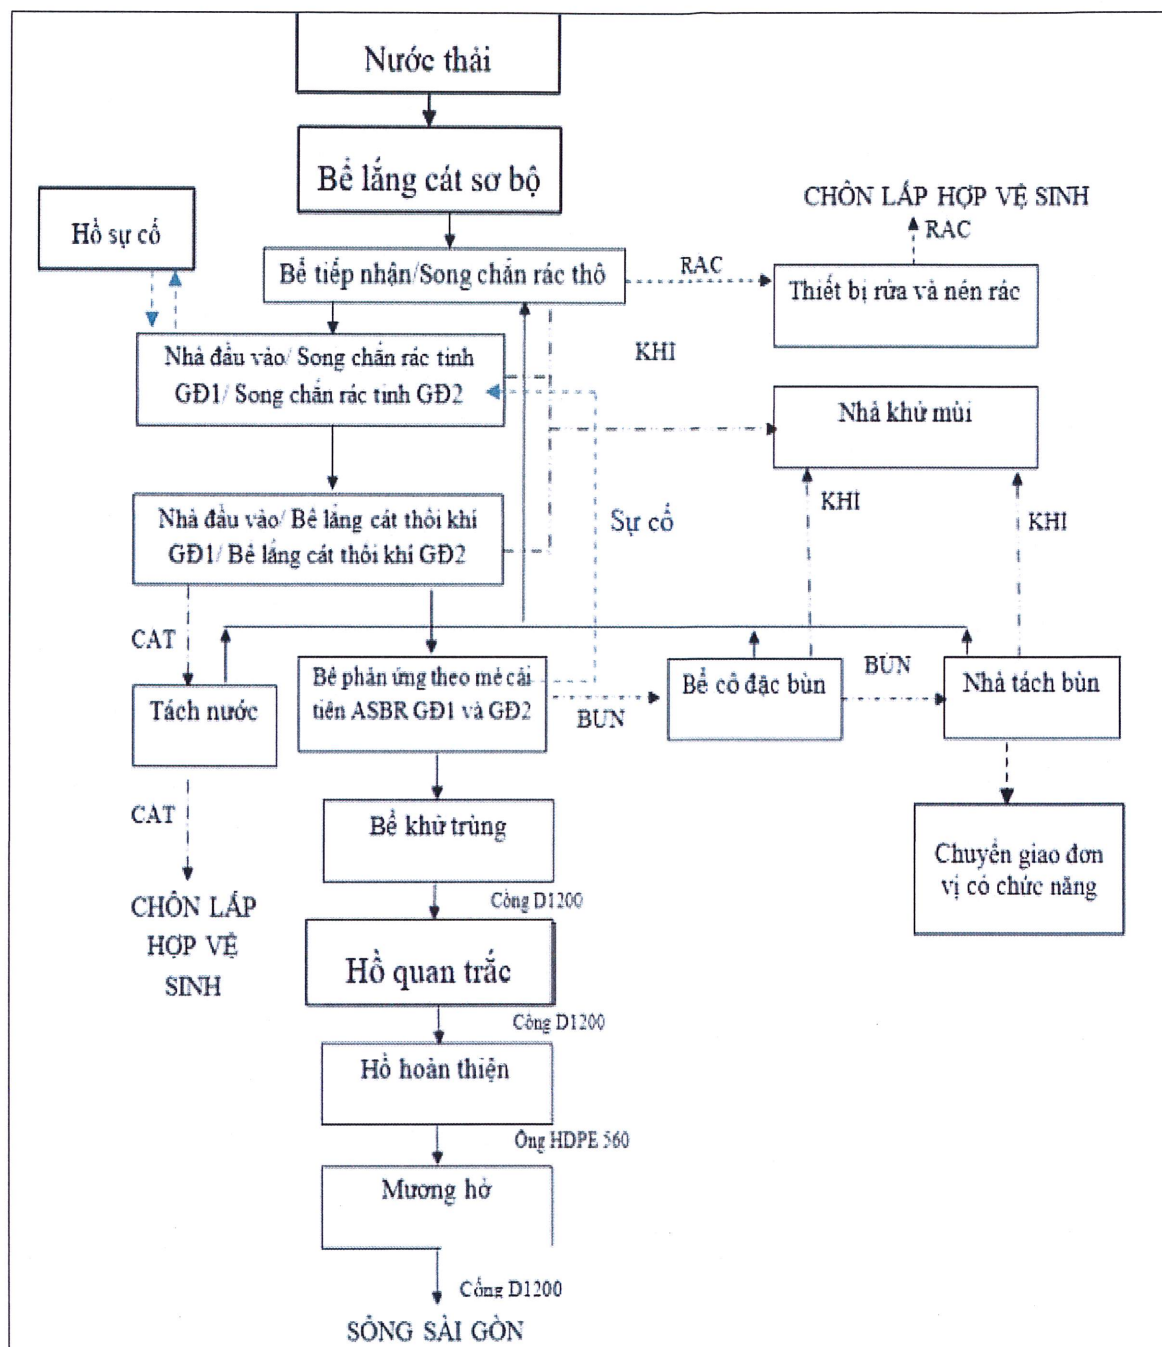 Nước thải
Bể lắng cát sơ bộ
CHÔN LẤP HỢP VỆ SINH
RAC
Hồ sự cố
Bể tiếp nhận/Song chắn rác thô
RAC
Thiết bị rửa và nén rác
Nhà đầu vào/ Song chắn rác tinh
GĐ1/ Song chắn rác tinh GĐ2
KHI
Nhà khử mùi
KHI
KHI
Nhà đầu vào/ Bể lắng cát thổi khí
GĐ1/ Bể lắng cát thổi khí GĐ2
Sự cố
CAT
Tách nước
Bể phản ứng theo mẻ cải
tiến ASBR GĐ1 và GĐ2
BUN
Bể cô đặc bùn
BÙN
Nhà tách bùn
CAT
CHÔN LẤP
HỢP VỆ
SINH
Bể khử trùng
Chuyển giao đơn
vị có chức năng
Cống D1200
Hồ quan trắc
Cống D1200
Hồ hoàn thiện
Ông HDPE 560
Mương hở
Cống D1200
SÔNG SÀI GÒN